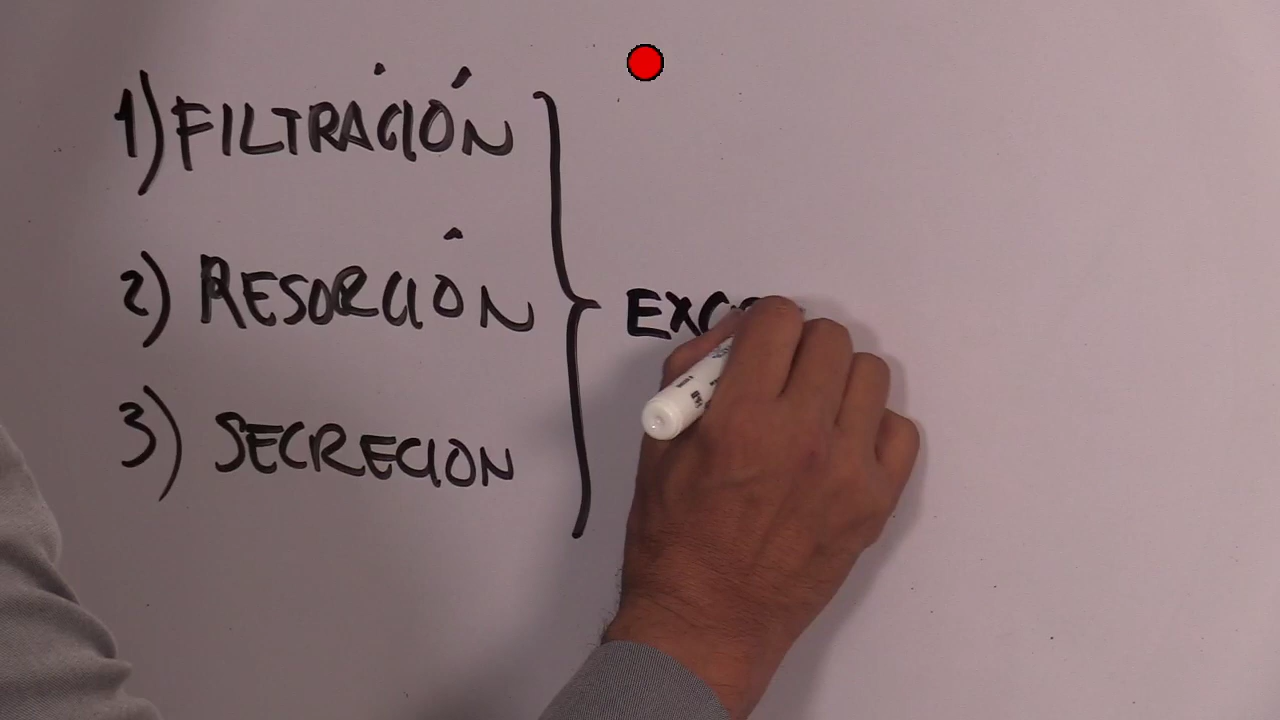 1) FILTRACIÓN
2) RESORCIÓN
3) SECRECION